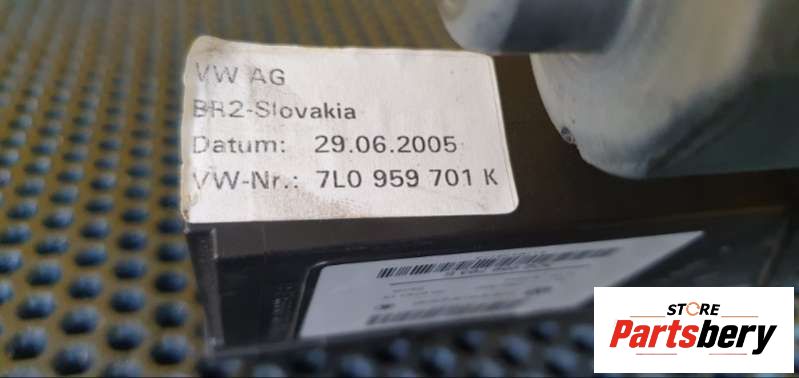 VW AG
BR2-Slovakia
Datum: 29.06.2005
VW-Nr.: 7L0 959 701 K
STORE
Partsbery